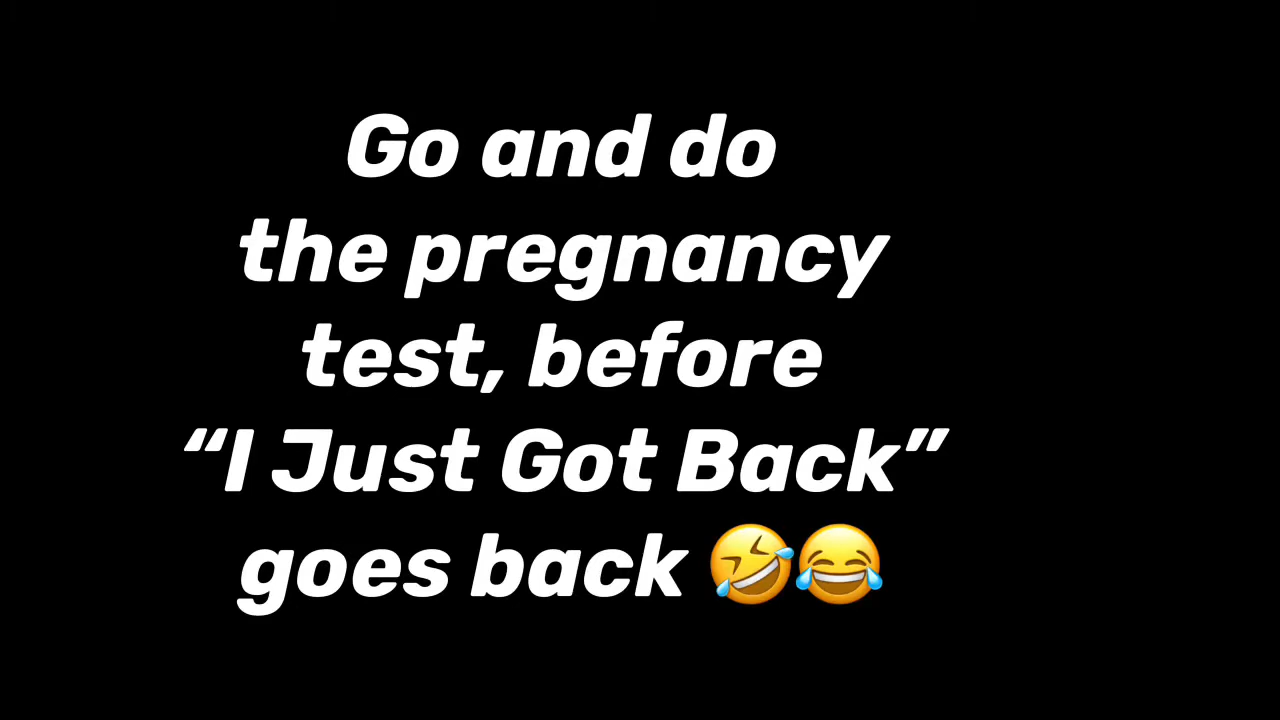 Go and do
the pregnancy
test, before
“I Just Got Back”
goes back 🤣😂